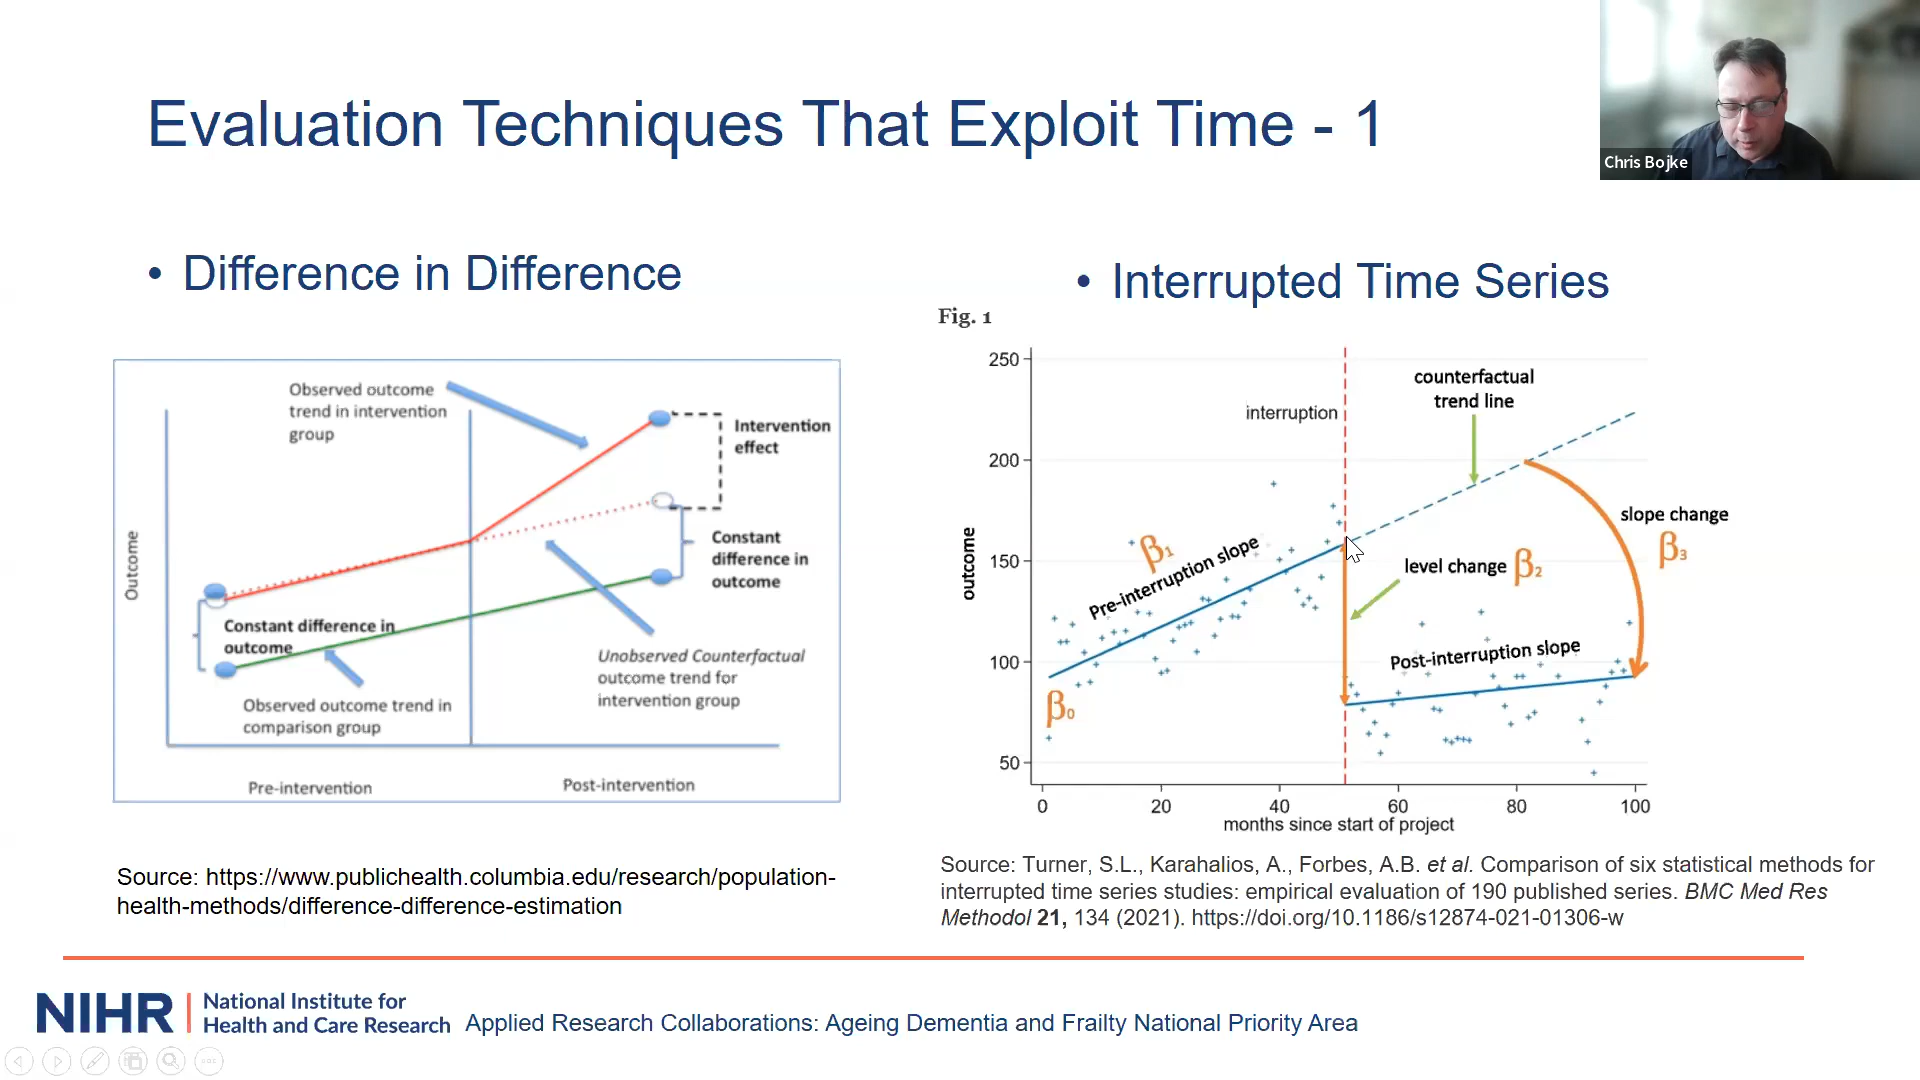 Evaluation Techniques That Exploit Time - 1
Chris Bojke
• Difference in Difference
Observed outcome
trend in intervention
group
Intervention
effect
Constant
difference in
outcome
Outcome
Constant difference in
outcome
Unobserved Counterfactual
outcome trend for
intervention group
Observed outcome trend in
comparison group
Pre-intervention
Post-intervention
Source: https://www.publichealth.columbia.edu/research/population-
health-methods/difference-difference-estimation
• Interrupted Time Series
Fig. 1
250
200
150
100
50
outcome
interruption
counterfactual
trend line
slope change
β3
β1
Pre-interruption slope
level change β2
Post-interruption slope
β0
0 20 40 60 80 100
months since start of project
Source: Turner, S.L., Karahalios, A., Forbes, A.B. et al. Comparison of six statistical methods for
interrupted time series studies: empirical evaluation of 190 published series. BMC Med Res
Methodol 21, 134 (2021). https://doi.org/10.1186/s12874-021-01306-w
NIHR | National Institute for
Health and Care Research
Applied Research Collaborations: Ageing Dementia and Frailty National Priority Area